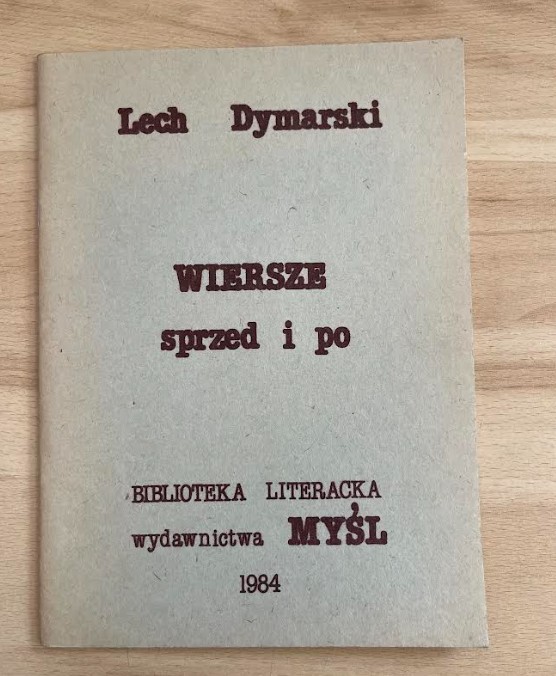 Lech Dymarski
WIERSZE
sprzed i po
BIBLIOTEKA LITERACKA
wydawnictwa MYŚL
1984